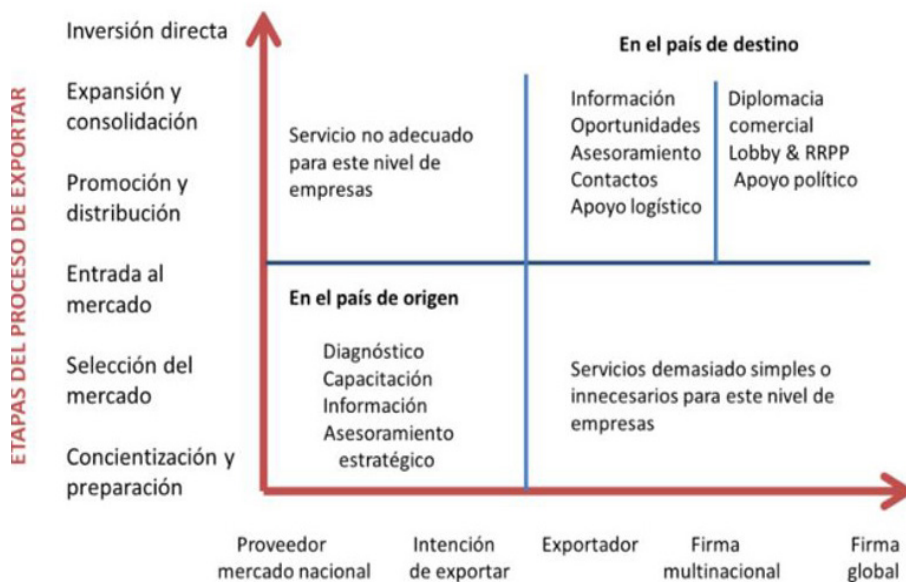 ETAPAS DEL PROCESO DE EXPORTAR
Inversión directa
Expansión y
consolidación
Promoción y
distribución
Entrada al
mercado
Selección del
mercado
Concientización y
preparación
Servicio no adecuado
para este nivel de
empresas
En el país de destino
Información
Oportunidades
Asesoramiento
Contactos
Apoyo logístico
Diplomacia
comercial
Lobby & RRPP
Apoyo político
En el país de origen
Diagnóstico
Capacitación
Información
Asesoramiento
estratégico
Servicios demasiado simples o
innecesarios para este nivel de
empresas
Proveedor
mercado nacional
Intención
de exportar
Exportador
Firma
multinacional
Firma
global